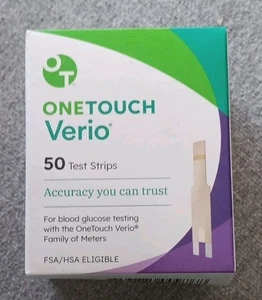 OT
ONETOUCH
Verio®
50 Test Strips
Accuracy you can trust
For blood glucose testing
with the OneTouch Verio®
Family of Meters
FSA/HSA ELIGIBLE